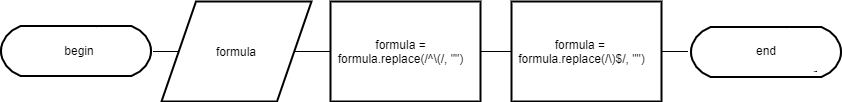 begin
formula
formula =
formula.replace(/^\(/, "")
formula =
formula.replace(/\)$/, "")
end